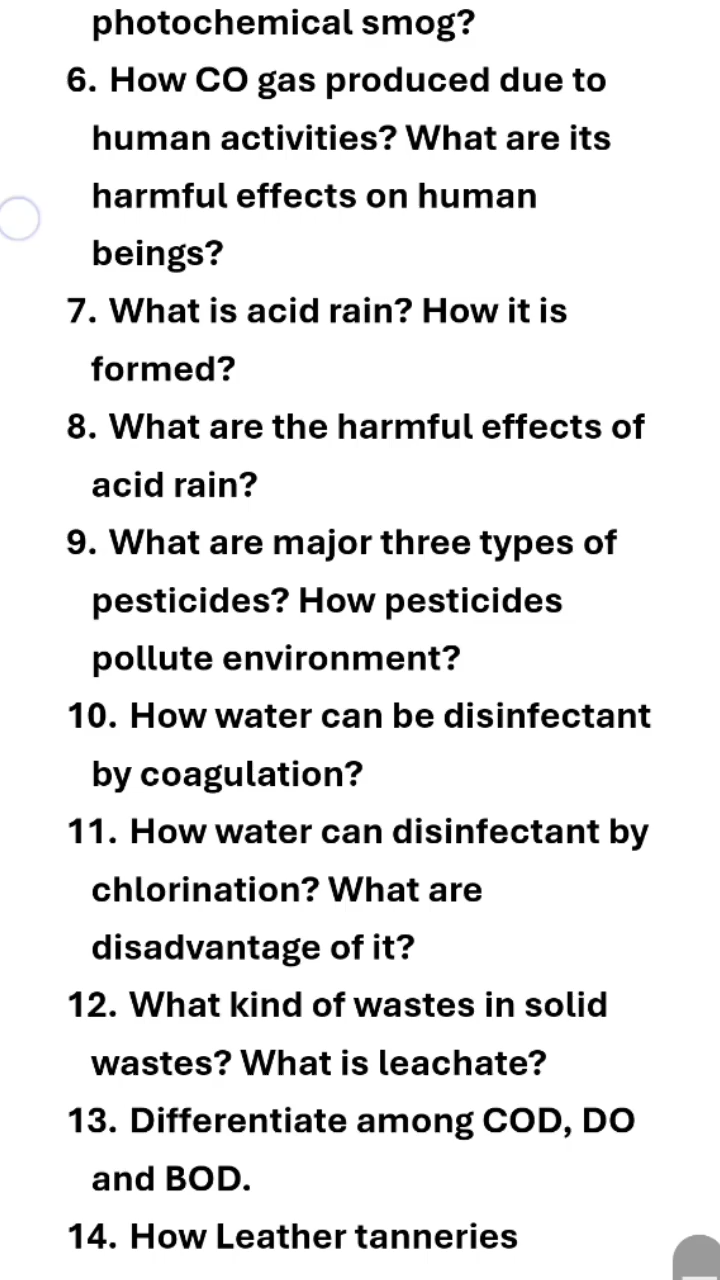 photochemical smog?
6. How CO gas produced due to
human activities? What are its
harmful effects on human
beings?
7. What is acid rain? How it is
formed?
8. What are the harmful effects of
acid rain?
9. What are major three types of
pesticides? How pesticides
pollute environment?
10. How water can be disinfectant
by coagulation?
11. How water can disinfectant by
chlorination? What are
disadvantage of it?
12. What kind of wastes in solid
wastes? What is leachate?
13. Differentiate among COD, DO
and BOD.
14. How Leather tanneries